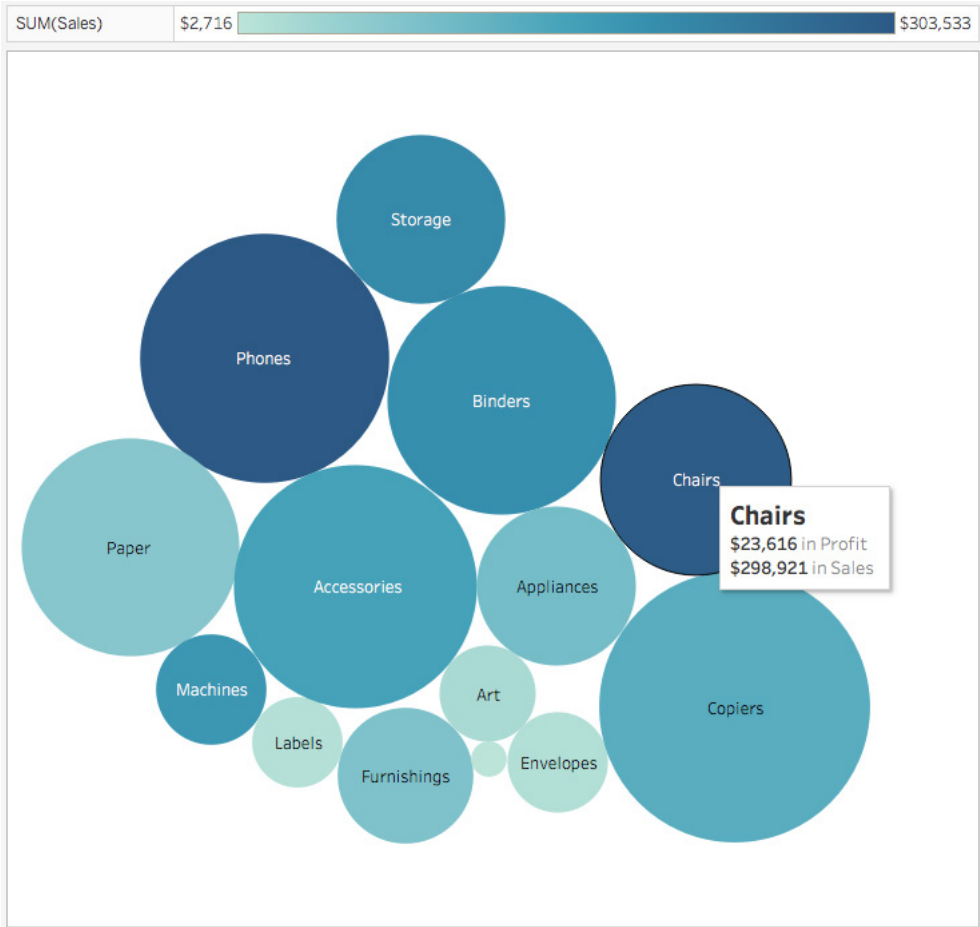 SUM(Sales) $2,716 $303,533
Storage
Phones
Binders
Chairs
Chairs
$23,616 in Profit
$298,921 in Sales
Paper
Accessories
Appliances
Machines
Art
Copiers
Labels
Envelopes
Furnishings